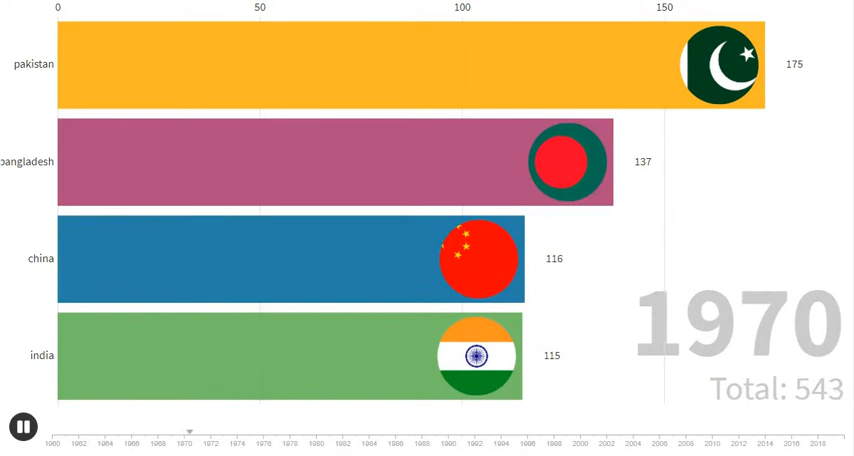 0 50 100 150
pakistan 175
bangladesh 137
china 116
india 115
1970
Total: 543
1960 1962 1964 1966 1968 1970 1972 1974 1976 1978 1980 1982 1984 1986 1988 1990 1992 1994 1996 1998 2000 2002 2004 2006 2008 2010 2012 2014 2016 2018